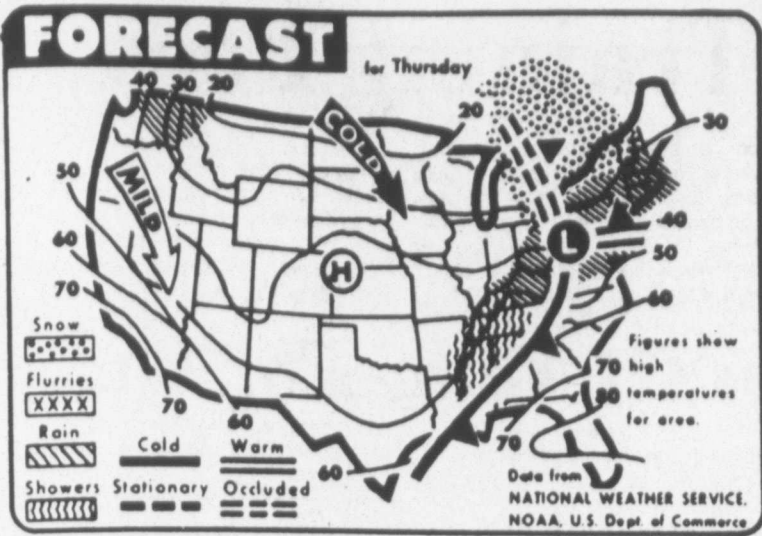 FORECAST
for Thursday
40 30 20
20
30
COLD
50
MILD
40
L
50
60
H
60
70
60
Snow
Flurries
XXXX
Rain
Showers
70
60
Cold
Warm
Stationary
Occluded
60
Figures show
70 high
80 temperatures
for area.
70
Data from
NATIONAL WEATHER SERVICE,
NOAA, U.S. Dept. of Commerce